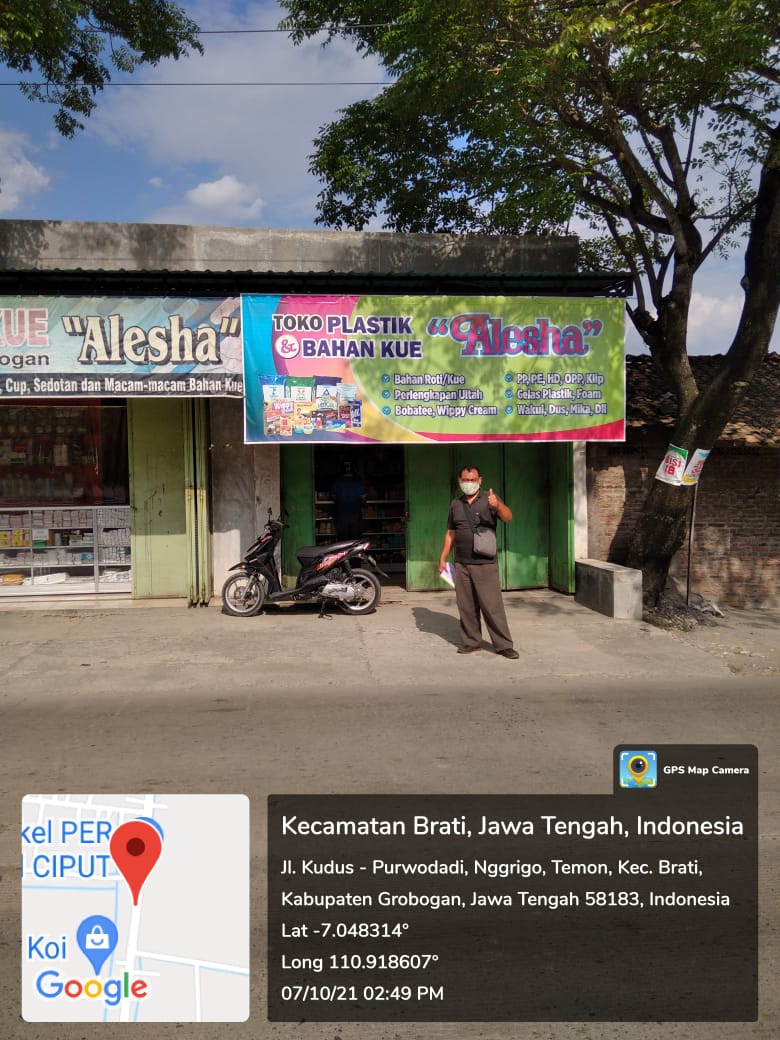 KUE "Alesha"
ogan
, Cup, Sedotan dan Macam-macam Bahan Kue
TOKO PLASTIK
& BAHAN KUE
"Alesha"
Bahan Roti/Kue
Perlengkapan Ultah
Bobatee, Wippy Cream
PP, PE, HD, OPP, Klip
Gelas Plastik, Foam
Wakul, Dus, Mika, Dll
BISI
18
GPS Map Camera
kel PER
CIPUT
Koi
Google
Kecamatan Brati, Jawa Tengah, Indonesia
Jl. Kudus - Purwodadi, Nggrigo, Temon, Kec. Brati,
Kabupaten Grobogan, Jawa Tengah 58183, Indonesia
Lat -7.048314°
Long 110.918607°
07/10/21 02:49 PM